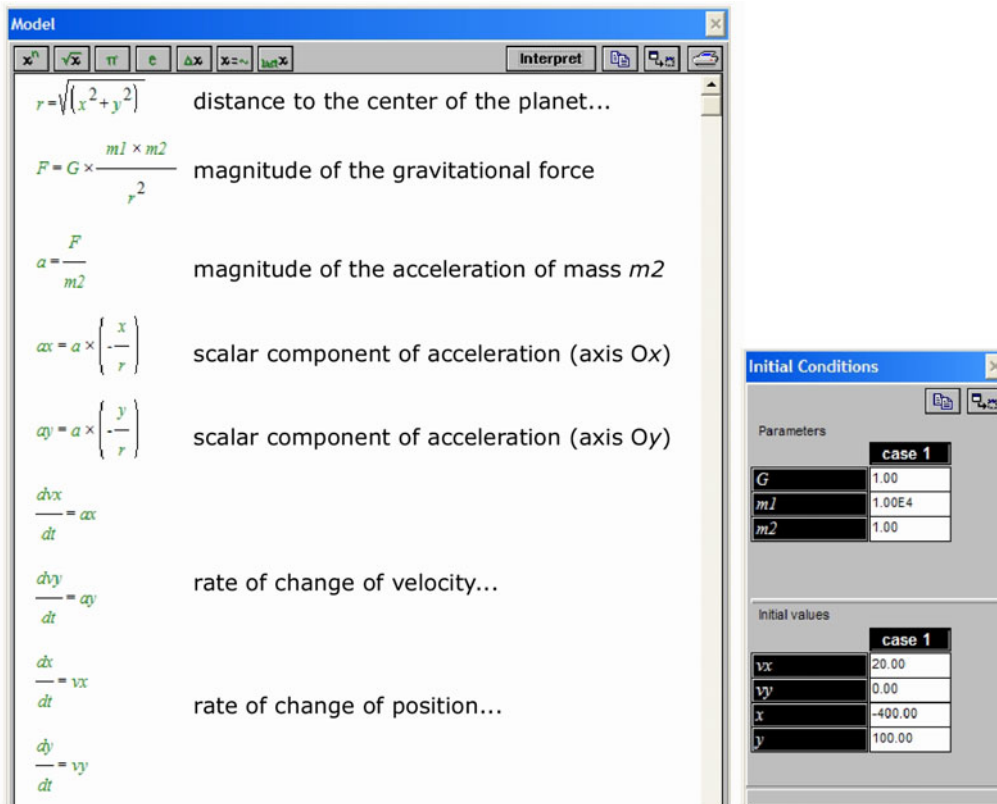 Model
xⁿ √x π e Δx x=~ last x Interpret
r = √(x² + y²) distance to the center of the planet...
F = G × (m1 × m2) / r² magnitude of the gravitational force
a = F / m2 magnitude of the acceleration of mass m2
ax = a × (-x / r) scalar component of acceleration (axis Ox)
ay = a × (-y / r) scalar component of acceleration (axis Oy)
dvx/dt = ax
rate of change of velocity...
dvy/dt = ay
dx/dt = vx
rate of change of position...
dy/dt = vy
Initial Conditions
Parameters
case 1
G 1.00
m1 1.00E4
m2 1.00
Initial values
case 1
vx 20.00
vy 0.00
x -400.00
y 100.00